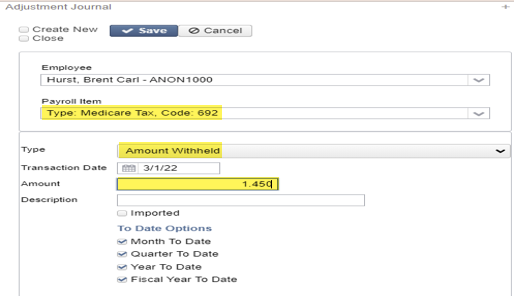 Adjustment Journal +
Create New
Close
Save
Cancel
Employee
Hurst, Brent Carl - ANON1000
Payroll Item
Type: Medicare Tax, Code: 692
Type Amount Withheld
Transaction Date 3/1/22
Amount 1.450
Description
Imported
To Date Options
Month To Date
Quarter To Date
Year To Date
Fiscal Year To Date